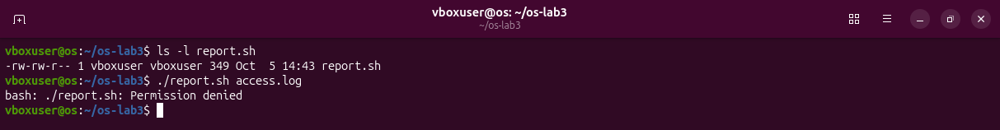 vboxuser@os: ~/os-lab3
~/os-lab3
vboxuser@os:~/os-lab3$ ls -l report.sh
-rw-rw-r-- 1 vboxuser vboxuser 349 Oct  5 14:43 report.sh
vboxuser@os:~/os-lab3$ ./report.sh access.log
bash: ./report.sh: Permission denied
vboxuser@os:~/os-lab3$